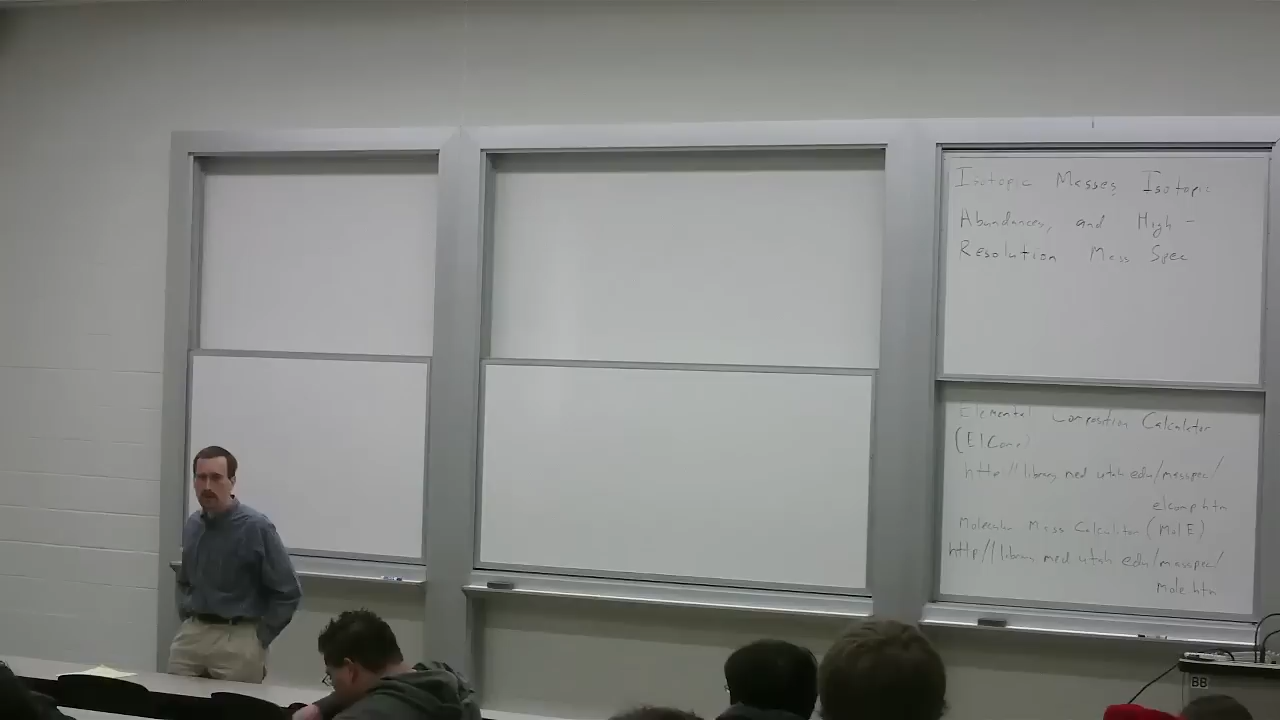 Isotopic Masses, Isotopic
Abundances, and High-
Resolution Mass Spec
Elemental Composition Calculator
(ElComp)
http://library.med.utah.edu/masspec/
elcomp.htm
Molecular Mass Calculator (MolE)
http://library.med.utah.edu/masspec/
mole.htm
BB